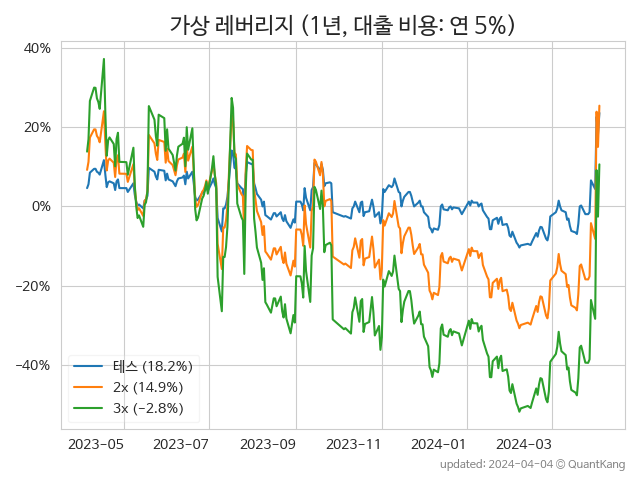 가상 레버리지 (1년, 대출 비용: 연 5%)
40%
20%
0%
−20%
−40%
테스 (18.2%)
2x (14.9%)
3x (−2.8%)
2023−05 2023−07 2023−09 2023−11 2024−01 2024−03
updated: 2024−04−04 © QuantKang